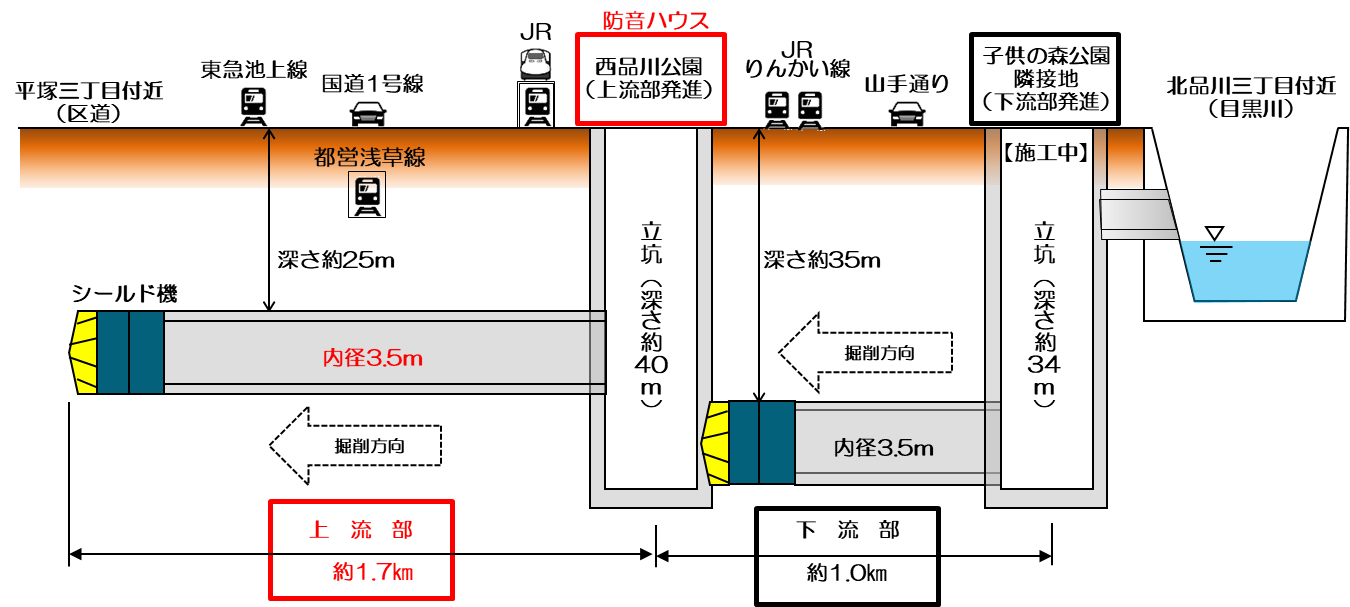 防音ハウス
西品川公園
(上流部発進)
JR
東急池上線
国道1号線
平塚三丁目付近
(区道)
JR
りんかい線
山手通り
子供の森公園
隣接地
(下流部発進)
北品川三丁目付近
(目黒川)
都営浅草線
【施工中】
深さ約25m
深さ約35m
立坑(深さ約40m)
立坑(深さ約34m)
シールド機
内径3.5m
掘削方向
掘削方向
内径3.5m
上 流 部
約1.7㎞
下 流 部
約1.0㎞